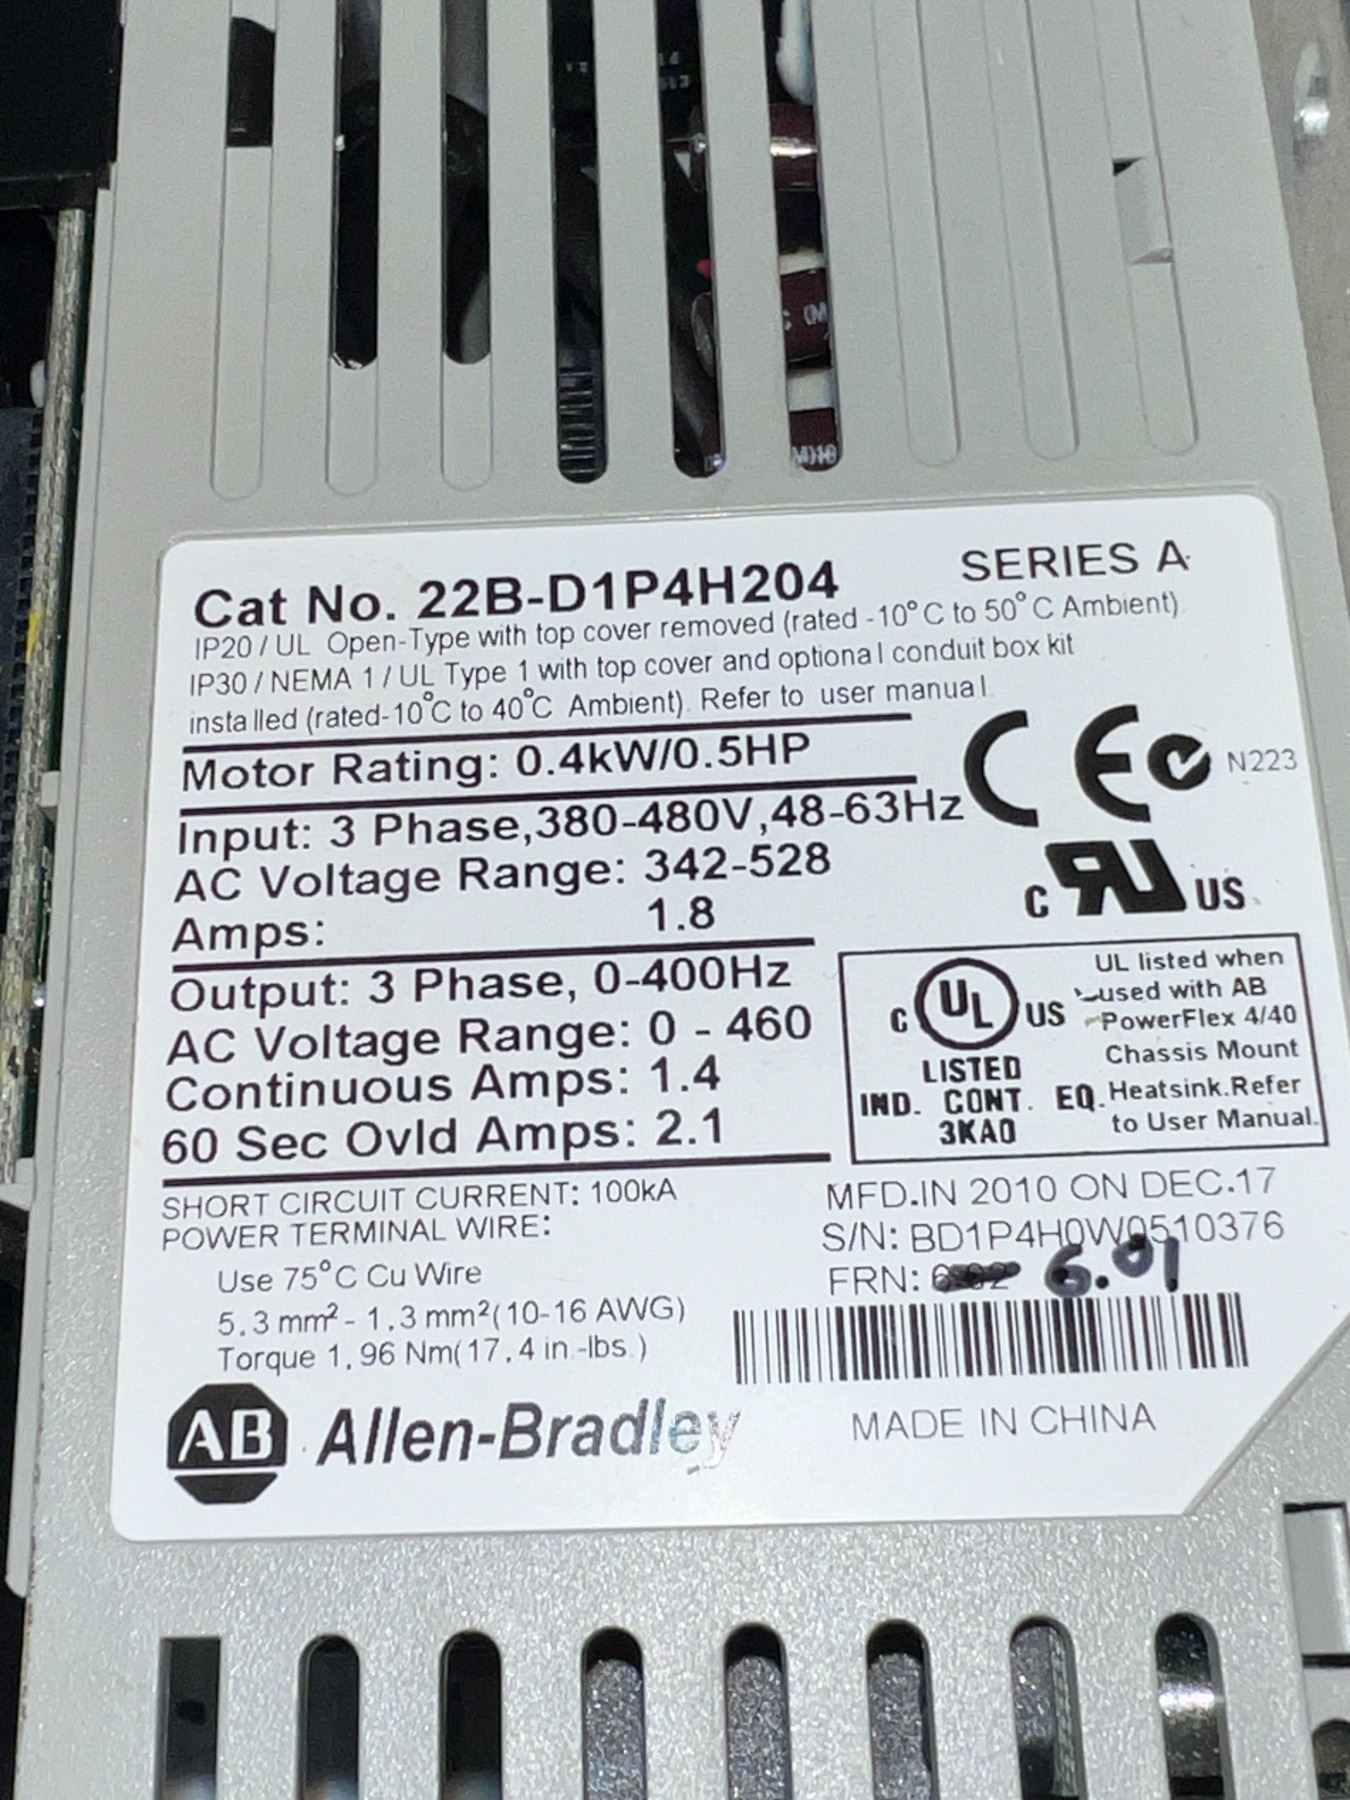 Cat No. 22B-D1P4H204 SERIES A
IP20 / UL Open-Type with top cover removed (rated -10°C to 50°C Ambient)
IP30 / NEMA 1 / UL Type 1 with top cover and optional conduit box kit
installed (rated-10°C to 40°C Ambient). Refer to user manual
Motor Rating: 0.4kW/0.5HP
CE N223
Input: 3 Phase,380-480V,48-63Hz
AC Voltage Range: 342-528
Amps: 1.8
C RU US
Output: 3 Phase, 0-400Hz
AC Voltage Range: 0 - 460
Continuous Amps: 1.4
60 Sec Ovld Amps: 2.1
C UL US
LISTED
IND. CONT. EQ.
3KA0
UL listed when
used with AB
PowerFlex 4/40
Chassis Mount
Heatsink.Refer
to User Manual.
SHORT CIRCUIT CURRENT: 100kA
POWER TERMINAL WIRE:
Use 75°C Cu Wire
5.3 mm² - 1.3 mm²(10-16 AWG)
Torque 1.96 Nm(17.4 in.-lbs.)
MFD.IN 2010 ON DEC.17
S/N: BD1P4H0W0510376
FRN: 6.01
AB Allen-Bradley
MADE IN CHINA